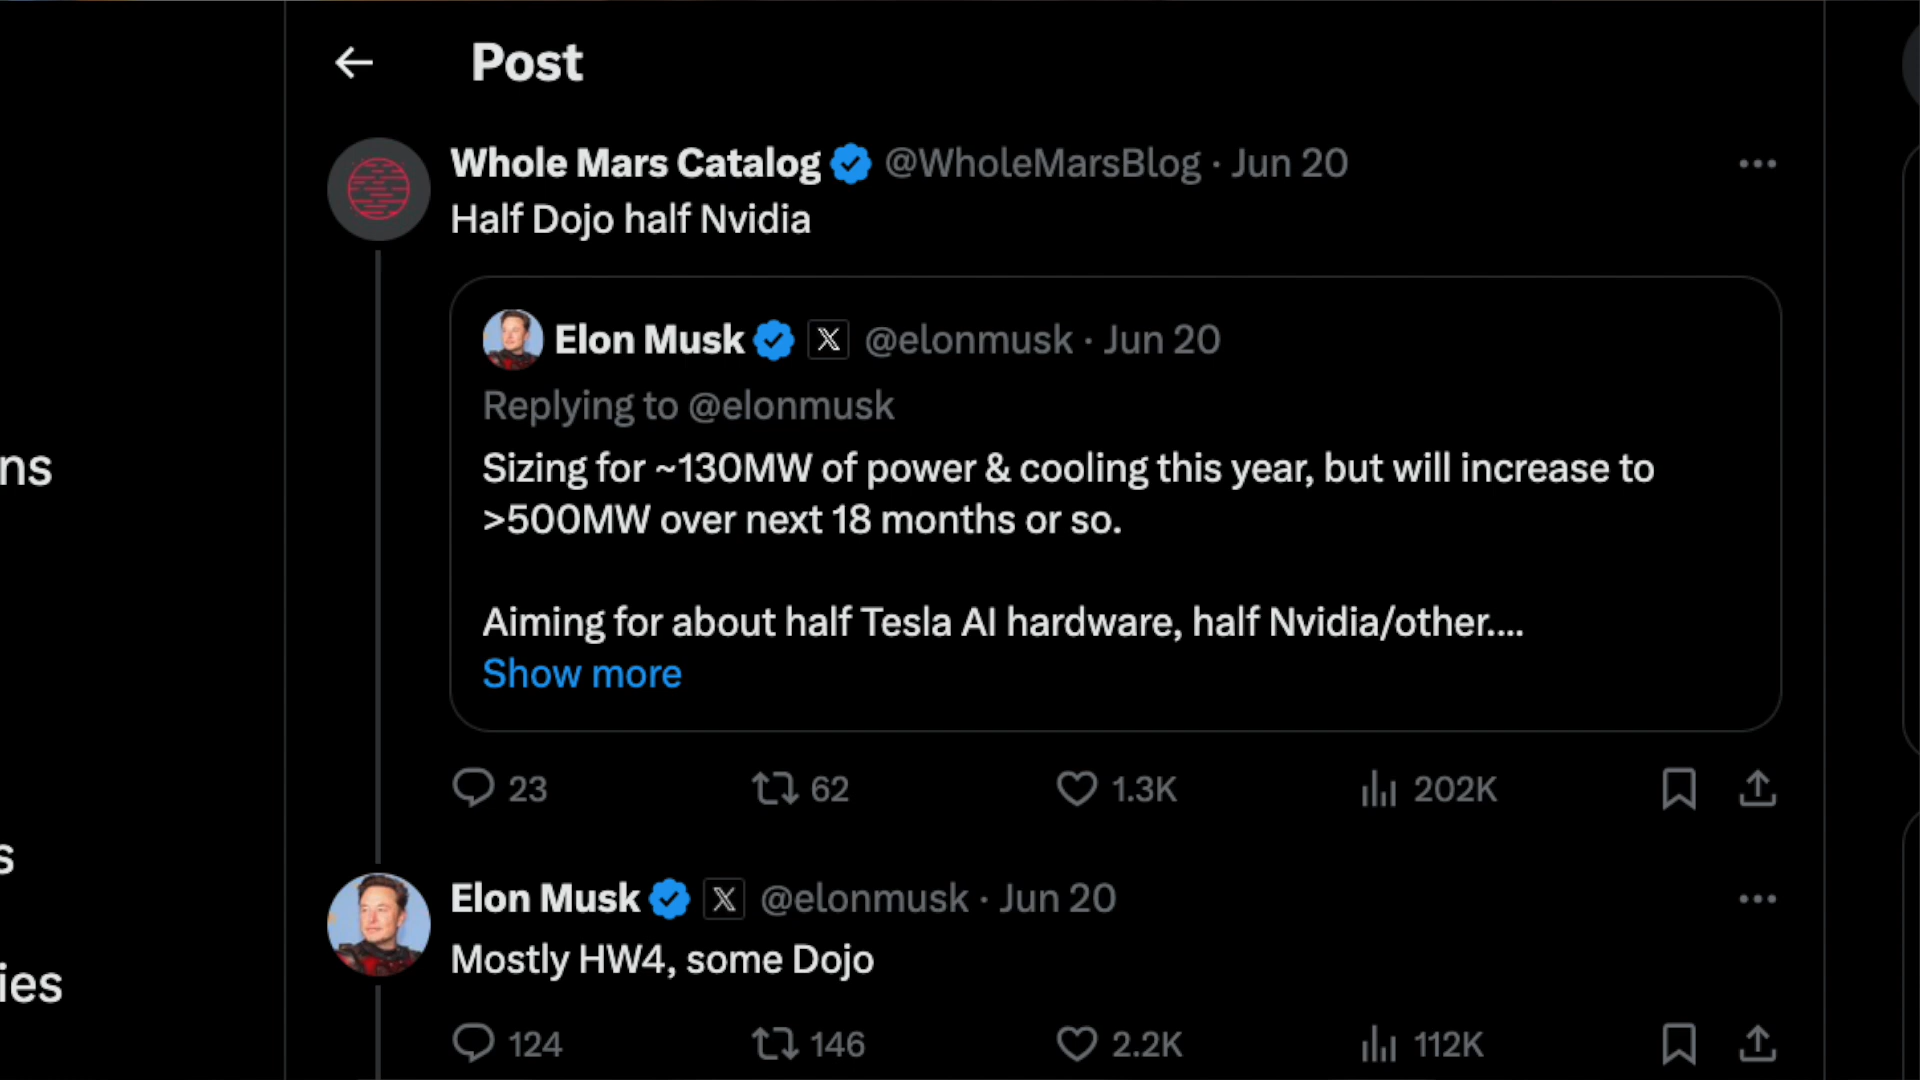 Post
Whole Mars Catalog @WholeMarsBlog · Jun 20
Half Dojo half Nvidia
Elon Musk X @elonmusk · Jun 20
Replying to @elonmusk
Sizing for ~130MW of power & cooling this year, but will increase to
>500MW over next 18 months or so.
Aiming for about half Tesla AI hardware, half Nvidia/other....
Show more
23 62 1.3K 202K
Elon Musk X @elonmusk · Jun 20
Mostly HW4, some Dojo
124 146 2.2K 112K
ns
s
ies